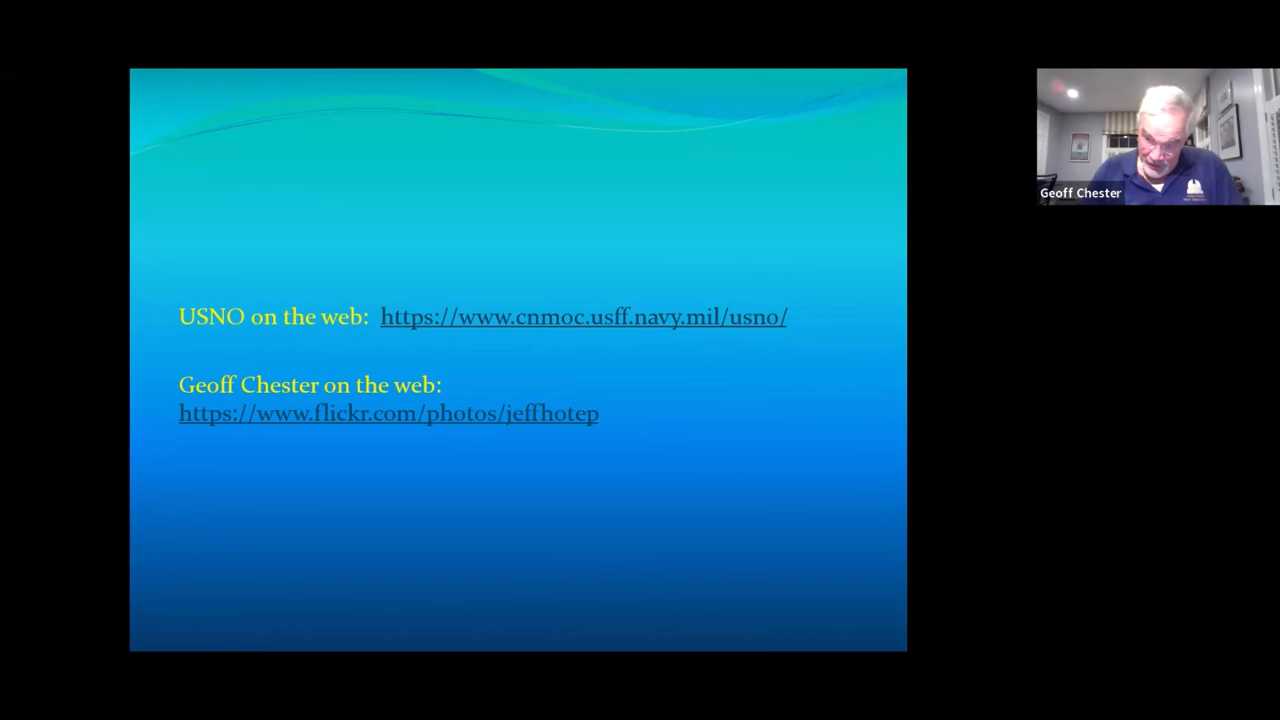 USNO on the web: https://www.cnmoc.usff.navy.mil/usno/
Geoff Chester on the web:
https://www.flickr.com/photos/jeffhotep
Geoff Chester